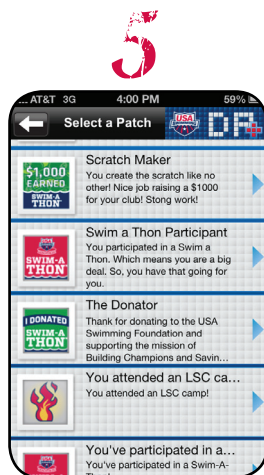 5
... AT&T 3G 4:00 PM 59%
Select a Patch USA SWIMMING DP+
$1,000
EARNED
SWIM-A
THON
Scratch Maker
You create the scratch like no
other! Nice job raising a $1000
for your club! Stong work!
SWIM-A
THON
Swim a Thon Participant
You participated in a Swim a
Thon. Which means you are a big
deal. So, you have that going for
you.
I DONATED
SWIM-A
THON
The Donator
Thank for donating to the USA
Swimming Foundation and
supporting the mission of
Building Champions and Savin...
You attended an LSC ca...
You attended an LSC camp!
You've participated in a...
You've participated in a Swim-A-